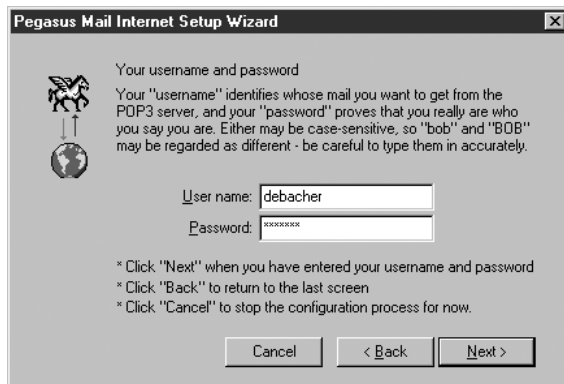 Pegasus Mail Internet Setup Wizard
Your username and password
Your "username" identifies whose mail you want to get from the
POP3 server, and your "password" proves that you really are who
you say you are. Either may be case-sensitive, so "bob" and "BOB"
may be regarded as different - be careful to type them in accurately.
User name: debacher
Password: *******
* Click "Next" when you have entered your username and password
* Click "Back" to return to the last screen
* Click "Cancel" to stop the configuration process for now.
Cancel < Back Next >